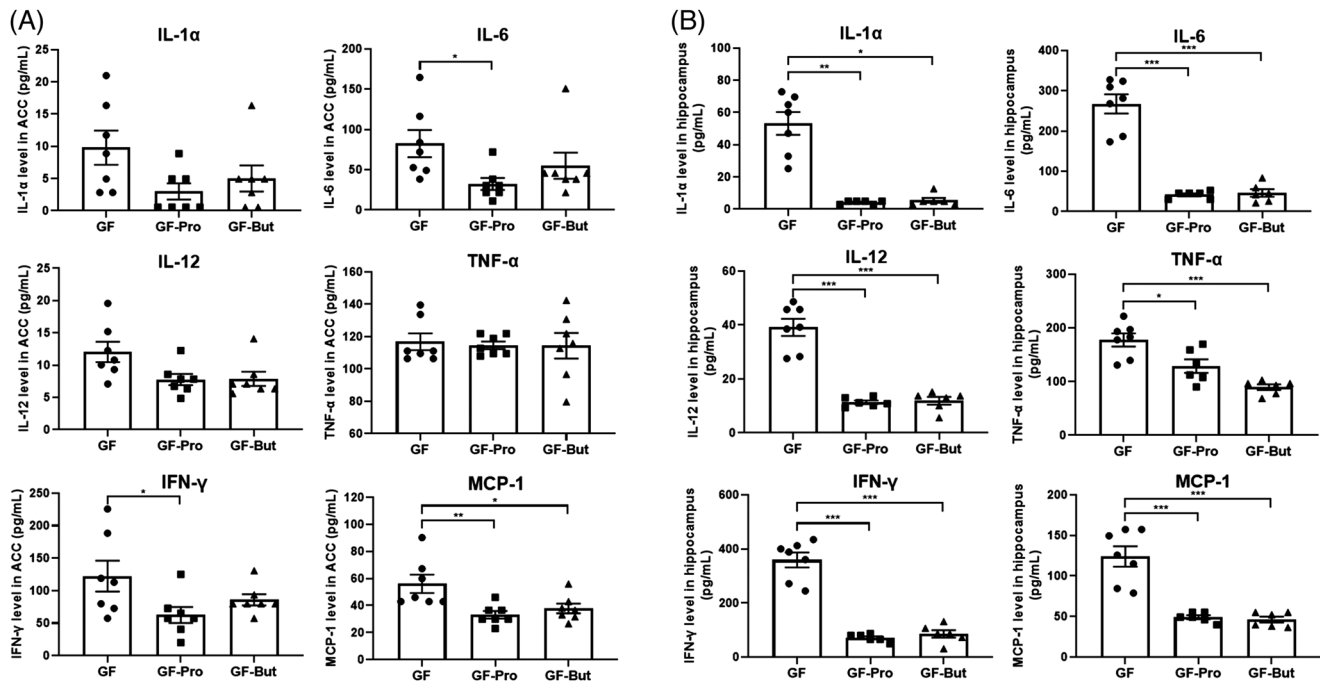 (A)
IL-1α
IL-1α level in ACC (pg/mL)
25
20
15
10
5
0
GF
GF-Pro
GF-But
IL-6
IL-6 level in ACC (pg/mL)
200
150
100
50
0
*
GF
GF-Pro
GF-But
IL-12
IL-12 level in ACC (pg/mL)
25
20
15
10
5
0
GF
GF-Pro
GF-But
TNF-α
TNF-α level in ACC (pg/mL)
160
140
120
100
80
60
GF
GF-Pro
GF-But
IFN-γ
IFN-γ level in ACC (pg/mL)
250
200
150
100
50
0
*
GF
GF-Pro
GF-But
MCP-1
MCP-1 level in ACC (pg/mL)
120
100
80
60
40
20
0
*
**
GF
GF-Pro
GF-But
(B)
IL-1α
IL-1α level in hippocampus
(pg/mL)
100
80
60
40
20
0
*
**
GF
GF-Pro
GF-But
IL-6
IL-6 level in hippocampus
(pg/mL)
400
300
200
100
0
***
***
GF
GF-Pro
GF-But
IL-12
IL-12 level in hippocampus
(pg/mL)
60
40
20
0
***
***
GF
GF-Pro
GF-But
TNF-α
TNF-α level in hippocampus
(pg/mL)
300
200
100
0
***
*
GF
GF-Pro
GF-But
IFN-γ
IFN-γ level in hippocampus
(pg/mL)
600
400
200
0
***
***
GF
GF-Pro
GF-But
MCP-1
MCP-1 level in hippocampus
(pg/mL)
200
150
100
50
0
***
***
GF
GF-Pro
GF-But